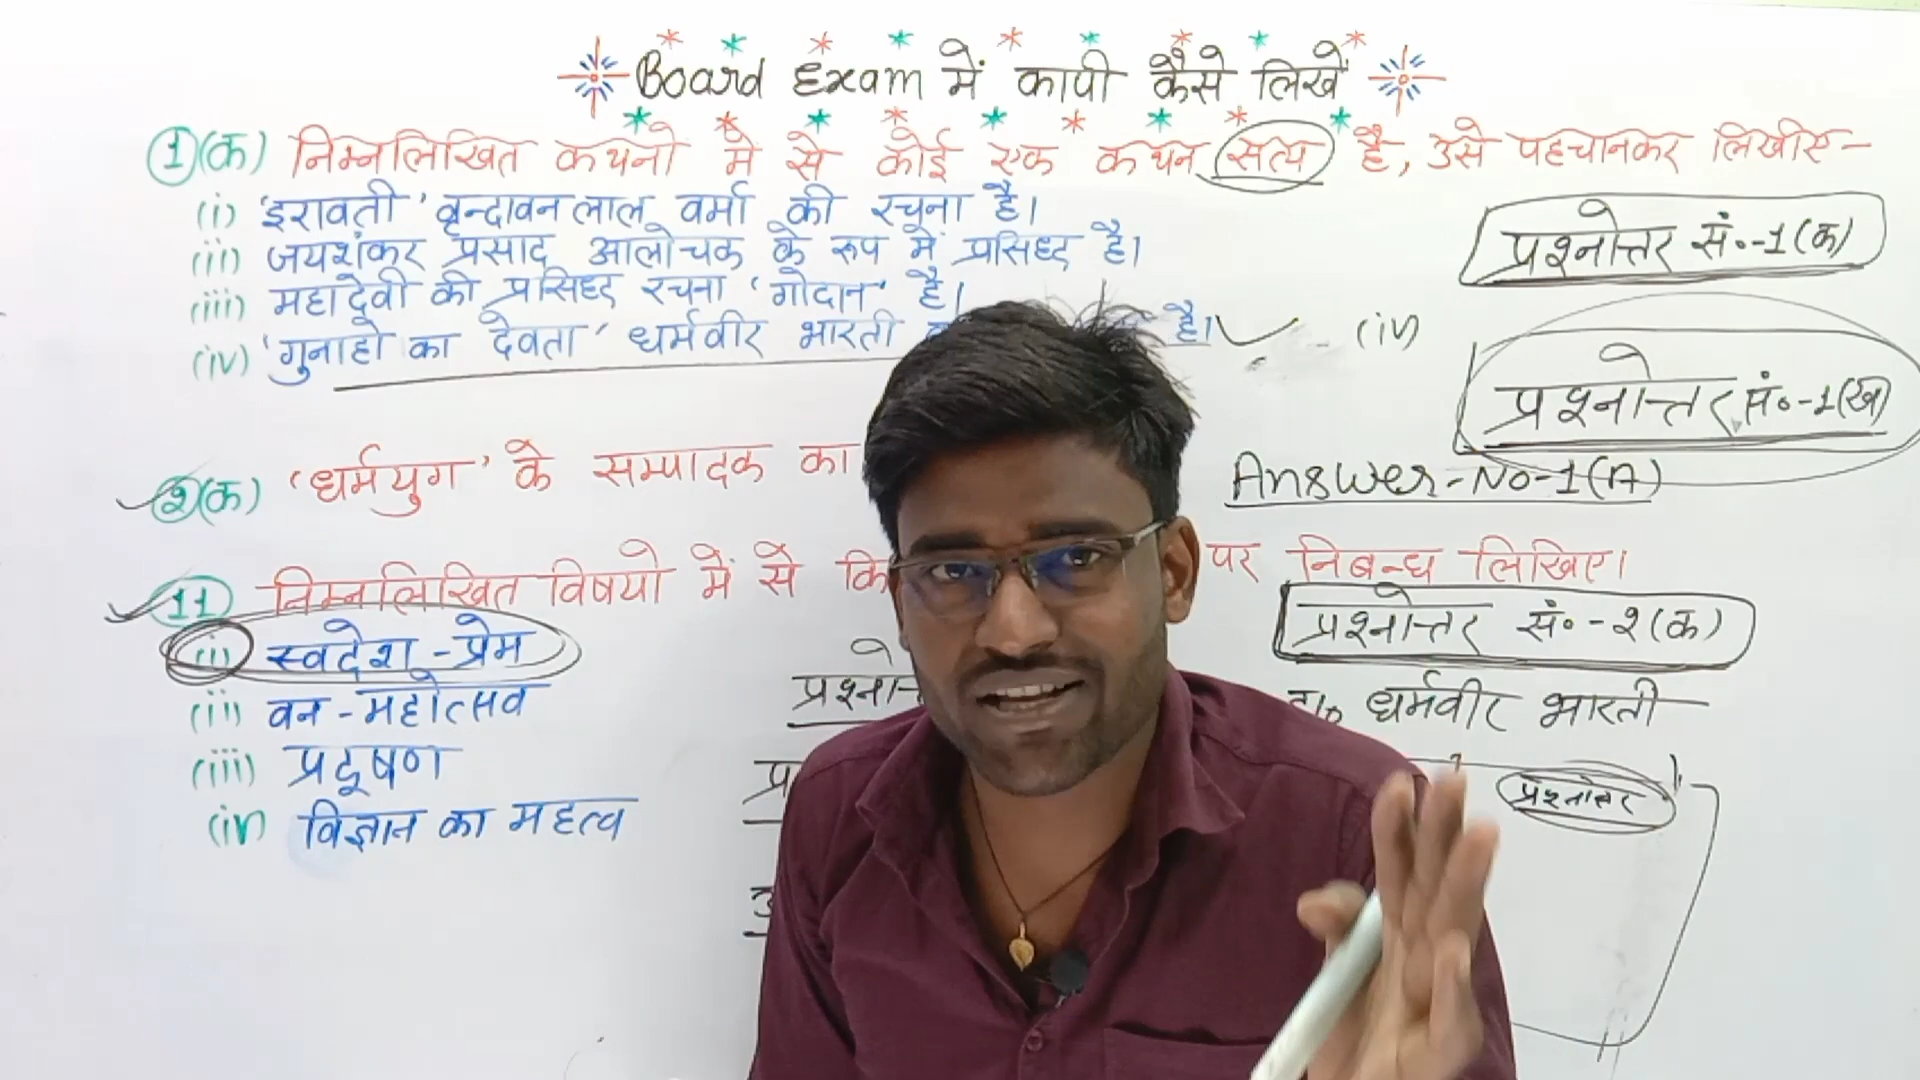 Board Exam में कापी कैसे लिखें
1 (क) निम्नलिखित कथनो में से कोई एक कथन सत्य है, उसे पहचानकर लिखीए -
(i) 'इरावती' वृन्दावनलाल वर्मा की रचना है।
(ii) जयशंकर प्रसाद आलोचक के रूप में प्रसिध्द है।
(iii) महादेवी की प्रसिध्द रचना 'गोदान' है।
(iv) 'गुनाहो का देवता' धर्मवीर भारती है।
(iv)
प्रश्नोत्तर सं०-1(क)
प्रश्नोत्तर सं०-1(ख)
Answer-No-1(A)
2(क) 'धर्मयुग' के सम्पादक का
11 निम्नलिखित विषयो में से कि पर निबन्ध लिखिए।
(i) स्वदेश-प्रेम
(ii) वन-महोत्सव
(iii) प्रदूषण
(iv) विज्ञान का महत्व
प्रश्नोत्तर सं०-2(क)
धर्मवीर भारती
प्रश्नोत्तर